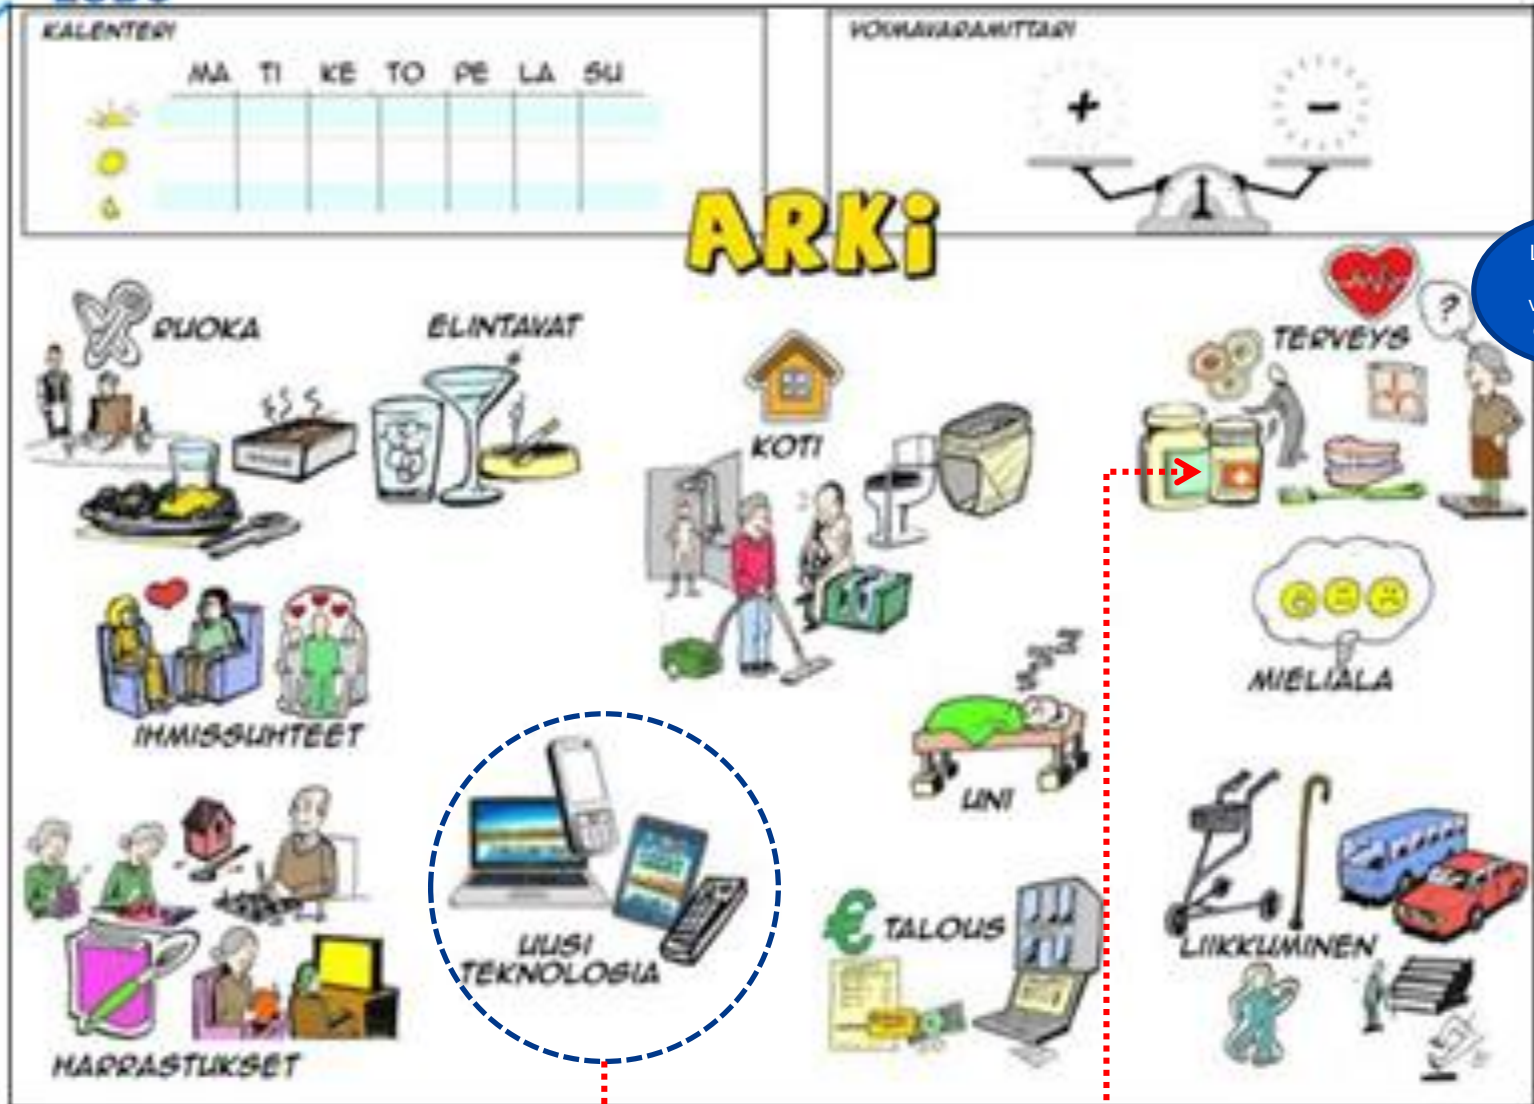 KALENTERI
MA TI KE TO PE LA SU
VOIMAVARAMITTARI
+ -
ARKi
RUOKA
ELINTAVAT
KOTI
TERVEYS
?
IHMISSUHTEET
MIELIALA
UNI
UUSI
TEKNOLOGIA
€ TALOUS
LIIKKUMINEN
HARRASTUKSET